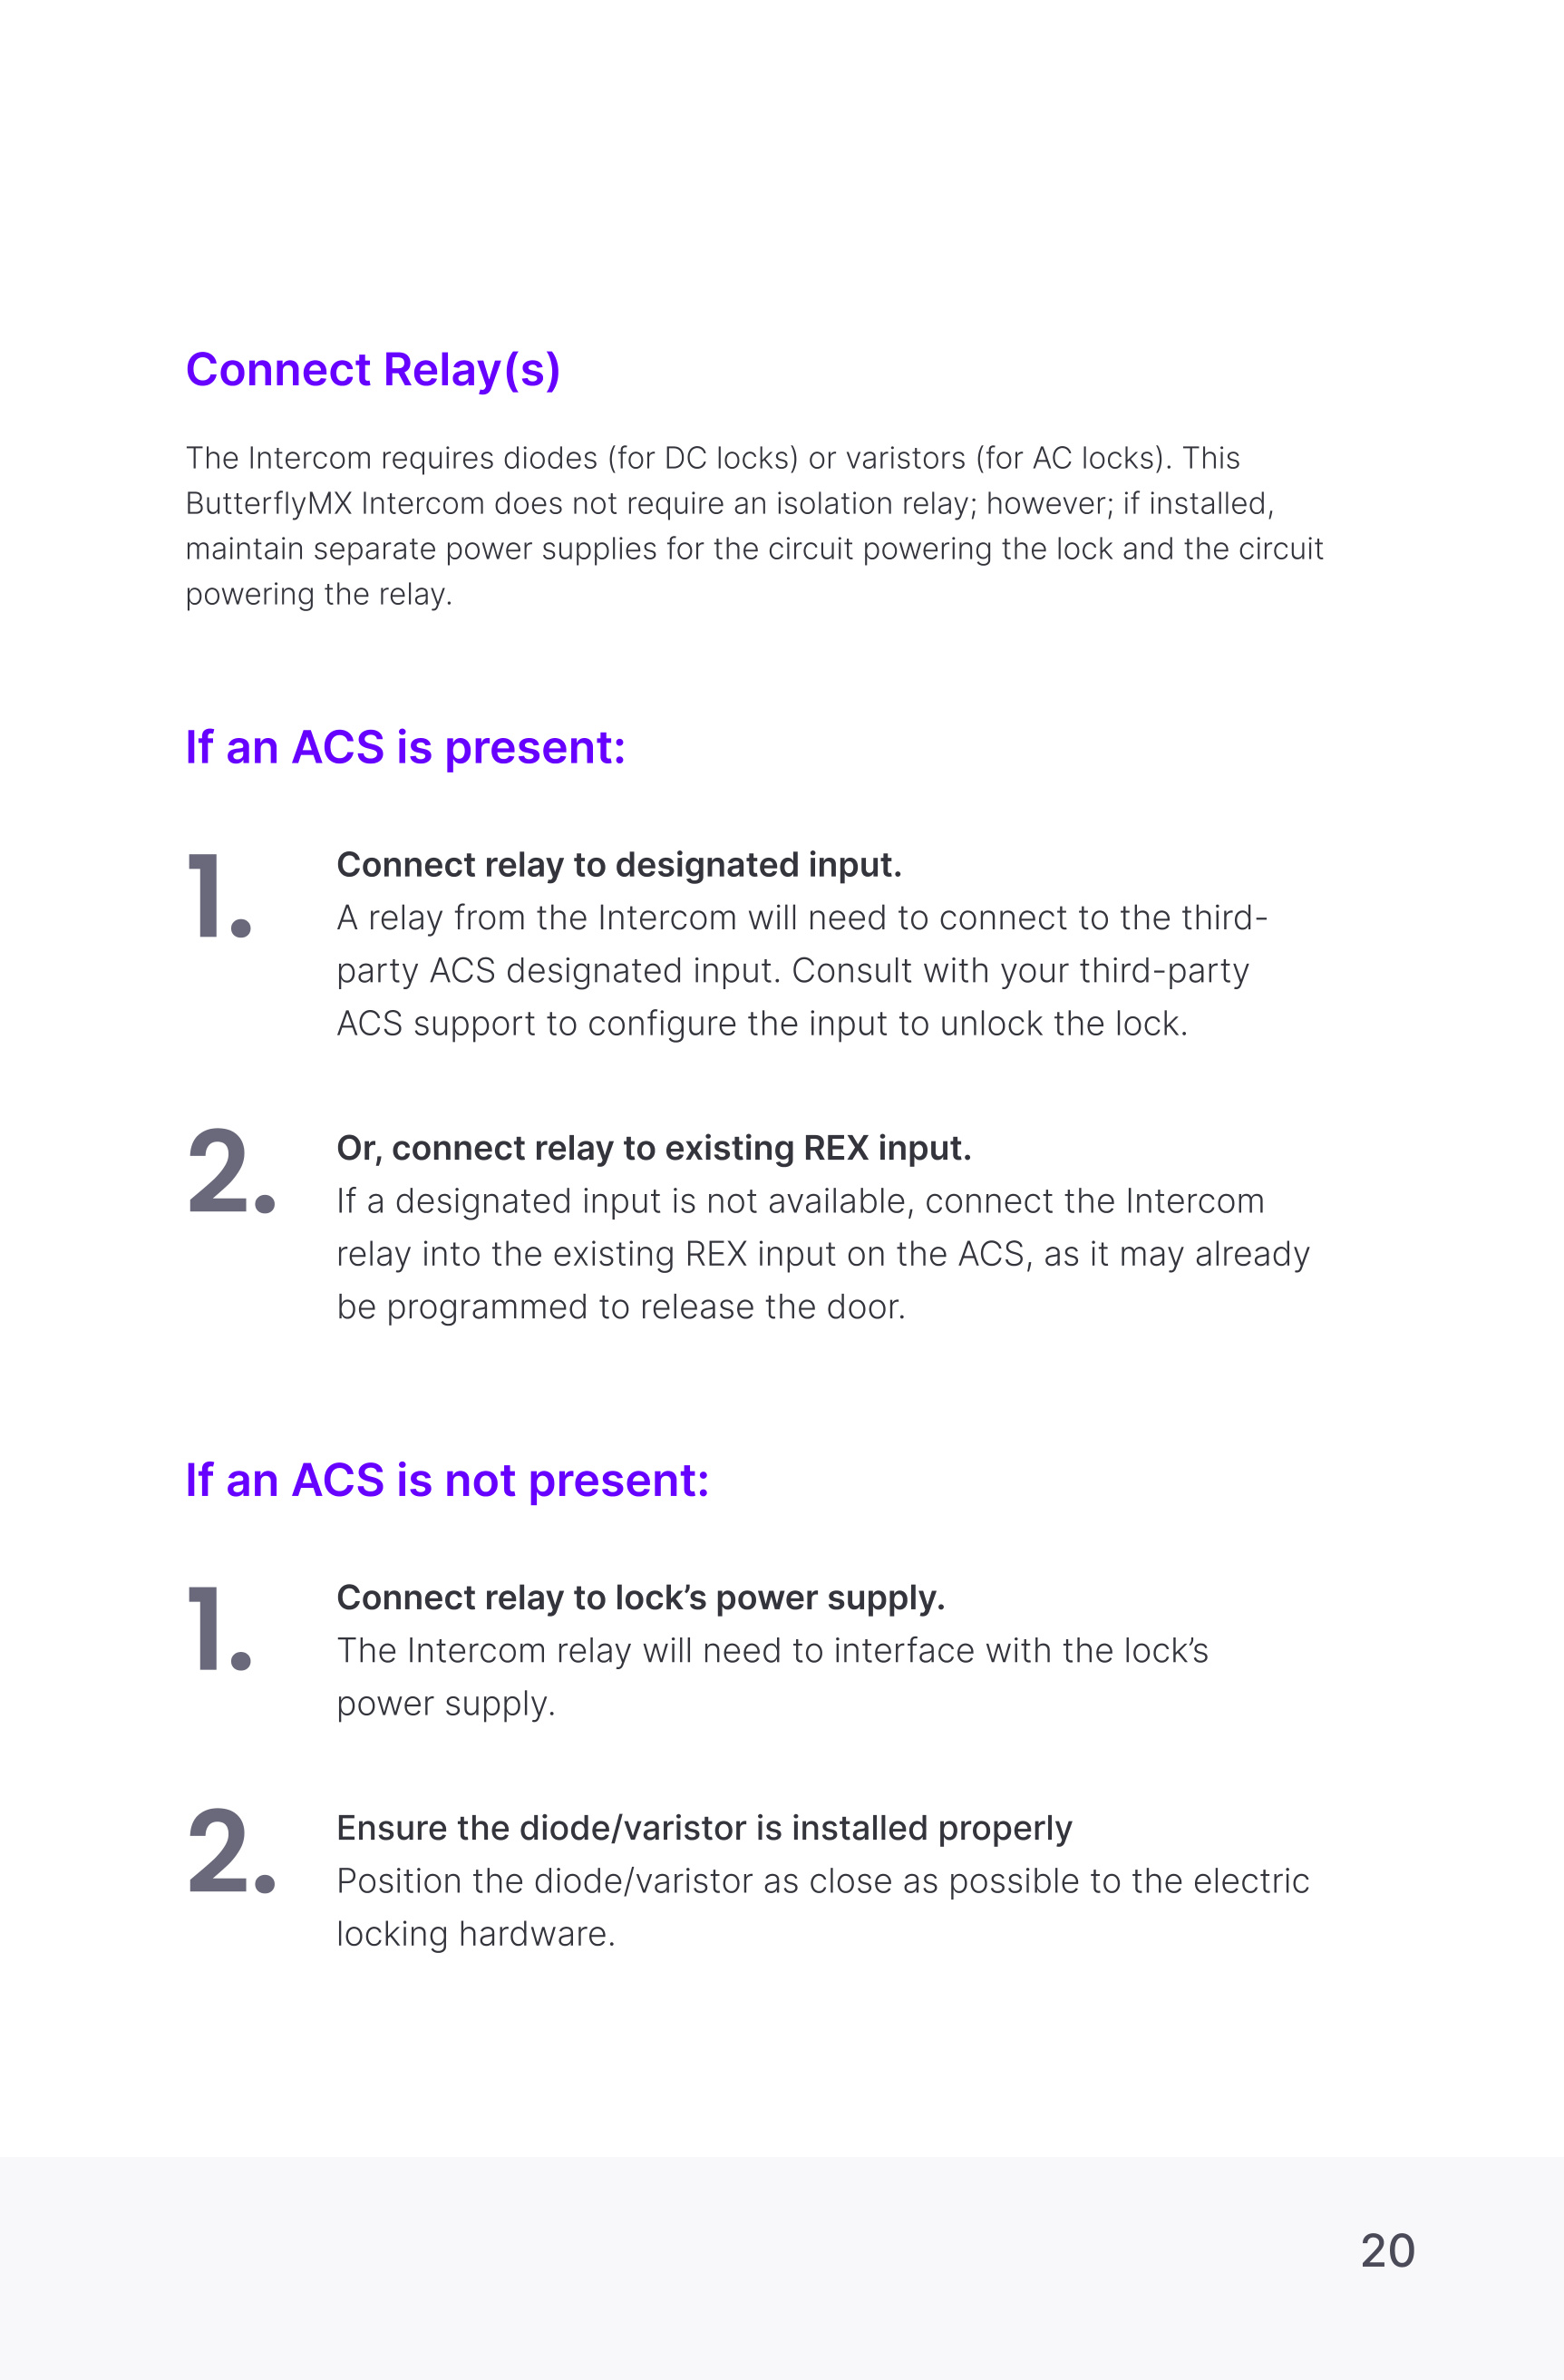 Connect Relay(s)
The Intercom requires diodes (for DC locks) or varistors (for AC locks). This
ButterflyMX Intercom does not require an isolation relay; however; if installed,
maintain separate power supplies for the circuit powering the lock and the circuit
powering the relay.
If an ACS is present:
1.
Connect relay to designated input.
A relay from the Intercom will need to connect to the third-
party ACS designated input. Consult with your third-party
ACS support to configure the input to unlock the lock.
2.
Or, connect relay to existing REX input.
If a designated input is not available, connect the Intercom
relay into the existing REX input on the ACS, as it may already
be programmed to release the door.
If an ACS is not present:
1.
Connect relay to lock’s power supply.
The Intercom relay will need to interface with the lock’s
power supply.
2.
Ensure the diode/varistor is installed properly
Position the diode/varistor as close as possible to the electric
locking hardware.
20